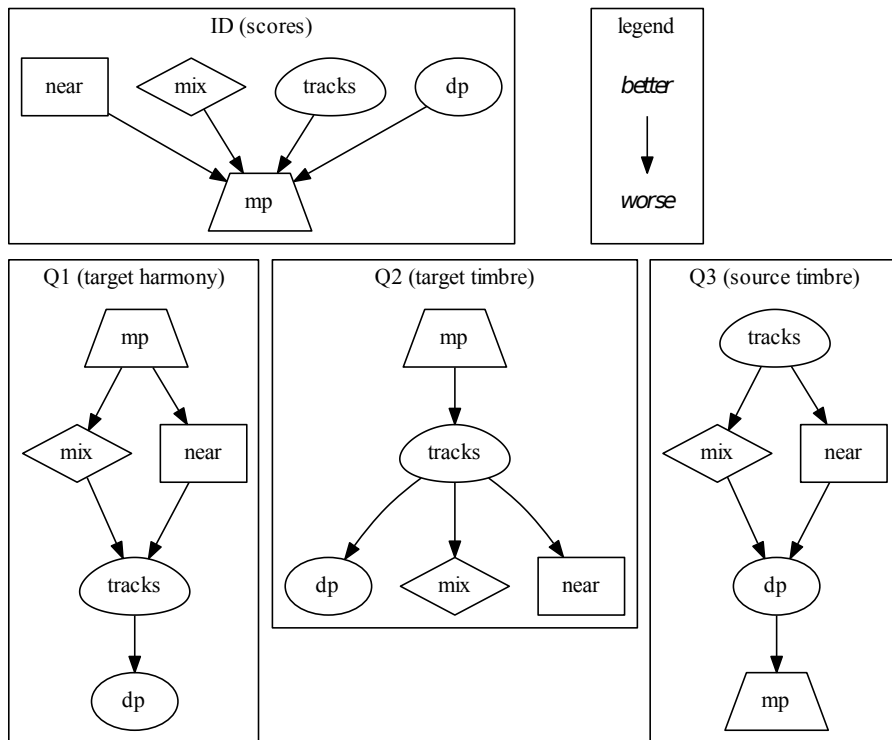 ID (scores)
near
mix
tracks
dp
mp
legend
better
worse
Q1 (target harmony)
mp
mix
near
tracks
dp
Q2 (target timbre)
mp
tracks
dp
mix
near
Q3 (source timbre)
tracks
mix
near
dp
mp